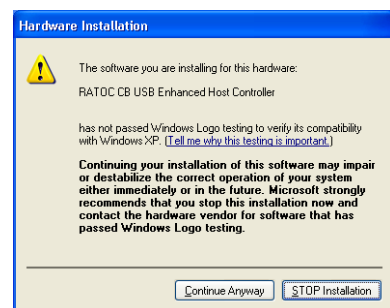 Hardware Installation
The software you are installing for this hardware:
RATOC CB USB Enhanced Host Controller
has not passed Windows Logo testing to verify its compatibility
with Windows XP. (Tell me why this testing is important.)
Continuing your installation of this software may impair
or destabilize the correct operation of your system
either immediately or in the future. Microsoft strongly
recommends that you stop this installation now and
contact the hardware vendor for software that has
passed Windows Logo testing.
Continue Anyway
STOP Installation